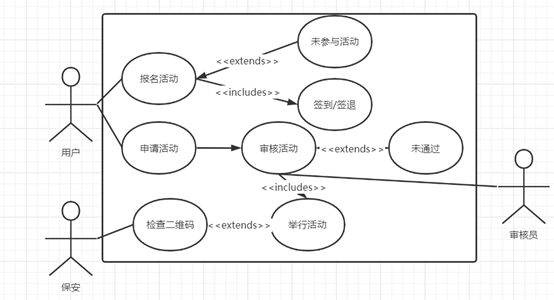 未参与活动
<<extends>>
报名活动
<<includes>>
签到/签退
用户
申请活动
审核活动
<<extends>>
未通过
<<includes>>
检查二维码
<<extends>>
举行活动
审核员
保安